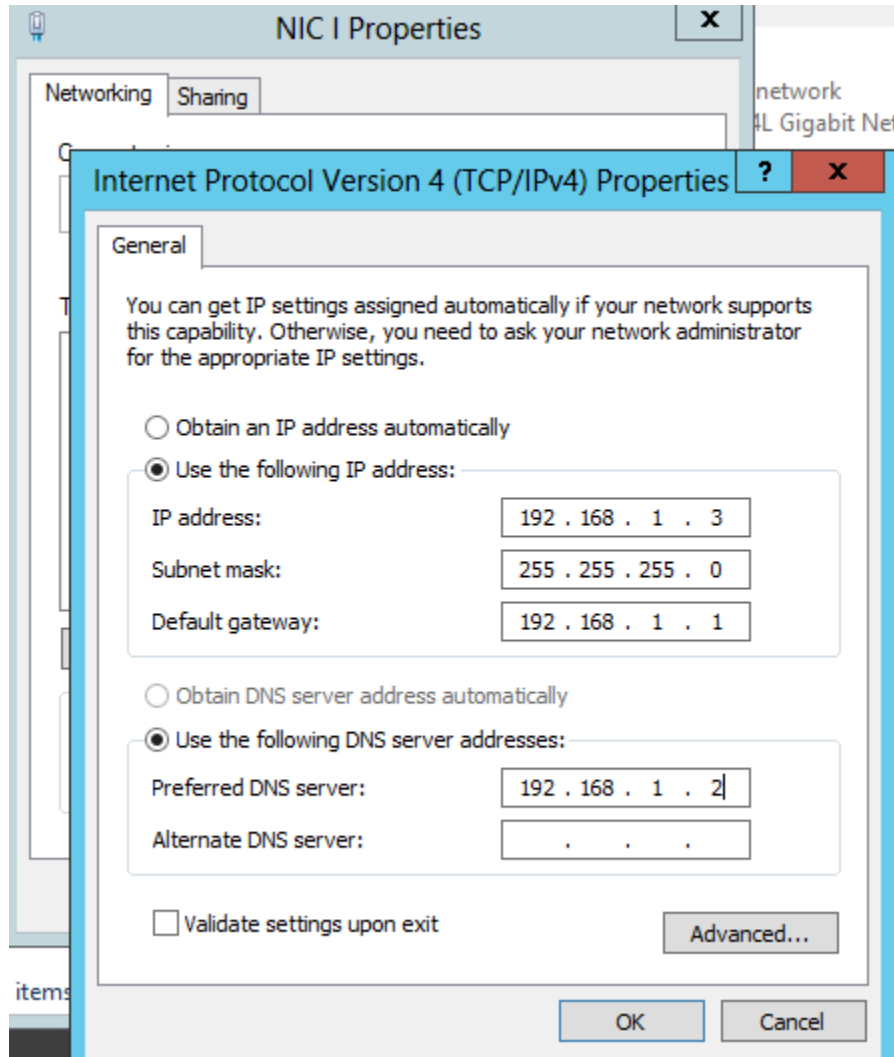 NIC I Properties
X
Networking
Sharing
network
4L Gigabit Net
Internet Protocol Version 4 (TCP/IPv4) Properties
?
x
General
You can get IP settings assigned automatically if your network supports
this capability. Otherwise, you need to ask your network administrator
for the appropriate IP settings.
Obtain an IP address automatically
Use the following IP address:
IP address: 192 . 168 . 1 . 3
Subnet mask: 255 . 255 . 255 . 0
Default gateway: 192 . 168 . 1 . 1
Obtain DNS server address automatically
Use the following DNS server addresses:
Preferred DNS server: 192 . 168 . 1 . 2
Alternate DNS server: . . .
Validate settings upon exit
Advanced...
items
OK
Cancel